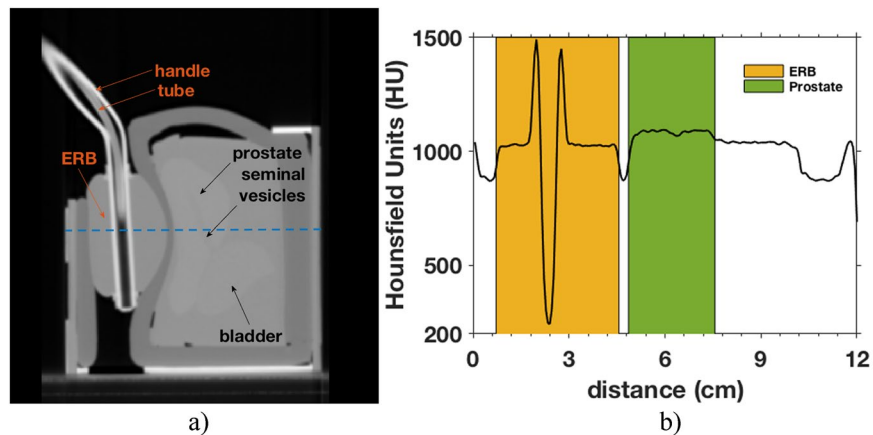 handle
tube
ERB
prostate
seminal
vesicles
bladder
a)
Hounsfield Units (HU)
1500
1000
500
200
ERB
Prostate
0 3 6 9 12
distance (cm)
b)